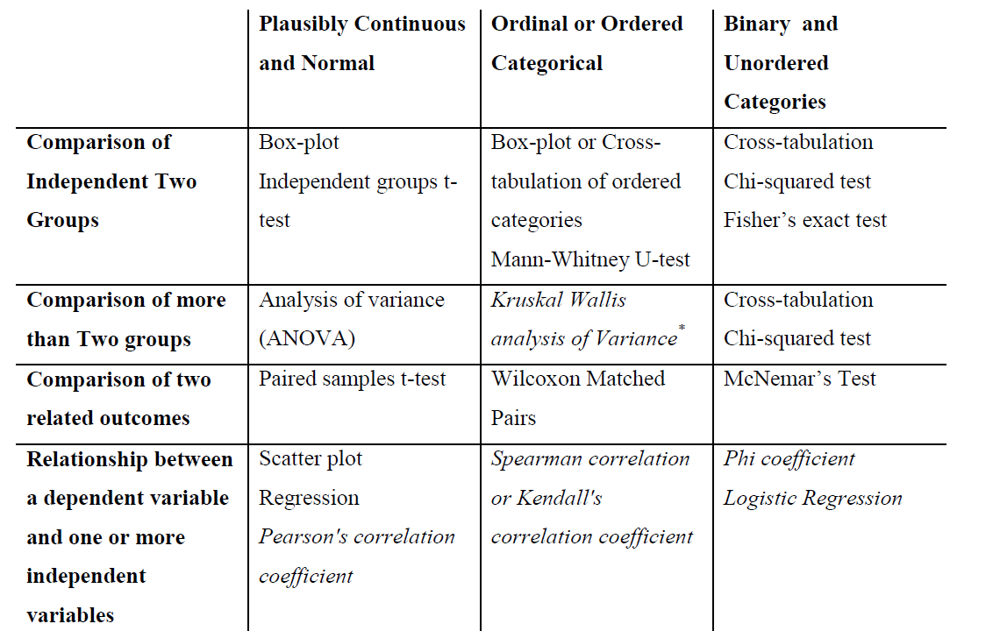 Plausibly Continuous and Normal
Ordinal or Ordered Categorical
Binary and Unordered Categories
Comparison of Independent Two Groups
Box-plot
Independent groups t-test
Box-plot or Cross-tabulation of ordered categories
Mann-Whitney U-test
Cross-tabulation
Chi-squared test
Fisher’s exact test
Comparison of more than Two groups
Analysis of variance (ANOVA)
Kruskal Wallis analysis of Variance*
Cross-tabulation
Chi-squared test
Comparison of two related outcomes
Paired samples t-test
Wilcoxon Matched Pairs
McNemar’s Test
Relationship between a dependent variable and one or more independent variables
Scatter plot
Regression
Pearson's correlation coefficient
Spearman correlation or Kendall's correlation coefficient
Phi coefficient
Logistic Regression